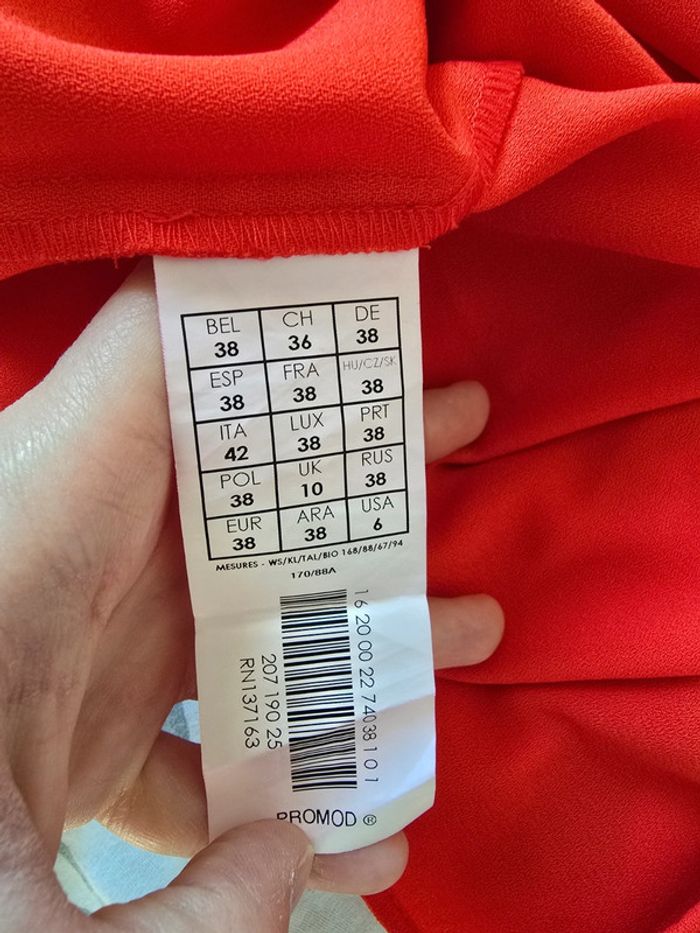 BEL CH DE
38 36 38
ESP FRA HU/CZ/SK
38 38 38
ITA LUX PRT
42 38 38
POL UK RUS
38 10 38
EUR ARA USA
38 38 6
MESURES - WS/KL/TAL/BIO 168/88/67/94
170/88A
16 20 00 22 74038 1 0 1
207 190 25
RN137163
PROMOD ®